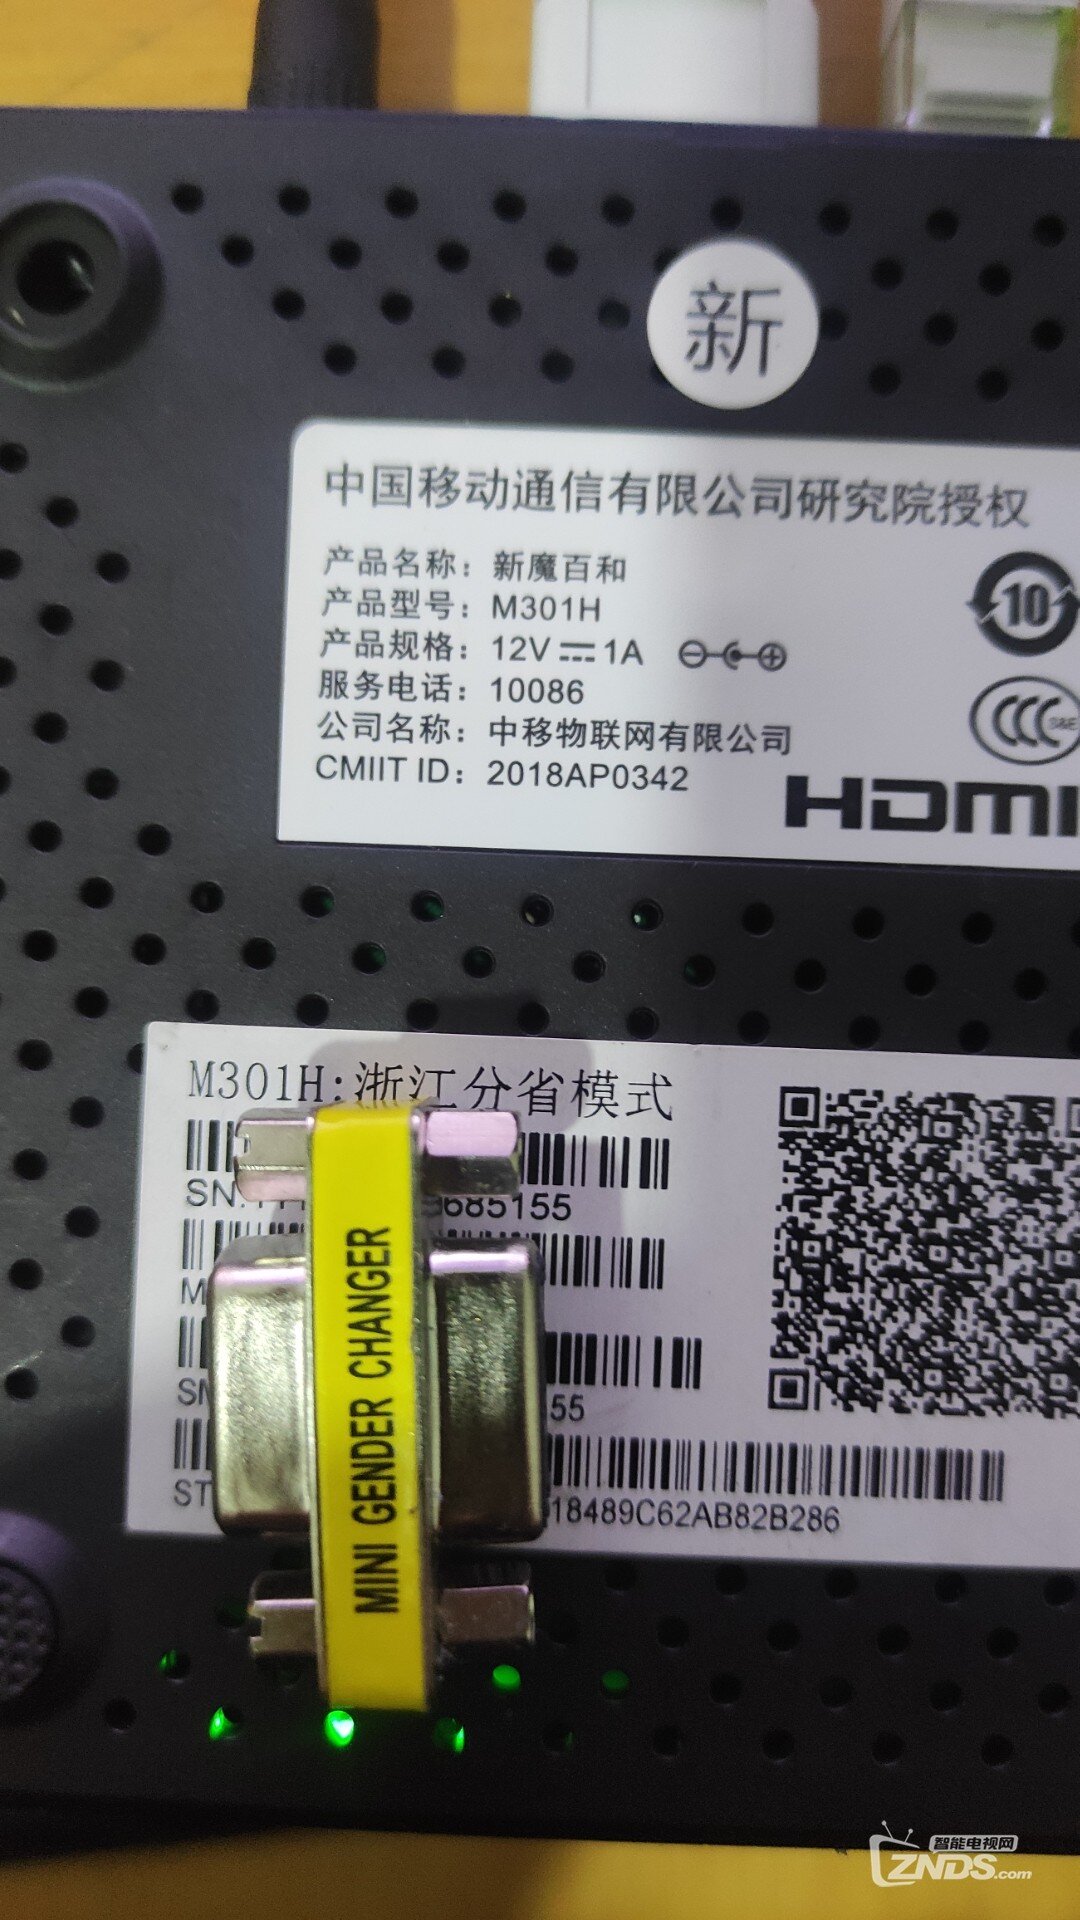 新
中国移动通信有限公司研究院授权
产品名称：新魔百和
产品型号：M301H
产品规格：12V 1A
服务电话：10086
公司名称：中移物联网有限公司
CMIIT ID：2018AP0342
10
S&E
HDMI
M301H:浙江分省模式
SN:
5685155
M
SM
55
ST
18489C62AB82B286
MINI GENDER CHANGER
智能电视网
ZNDS.com